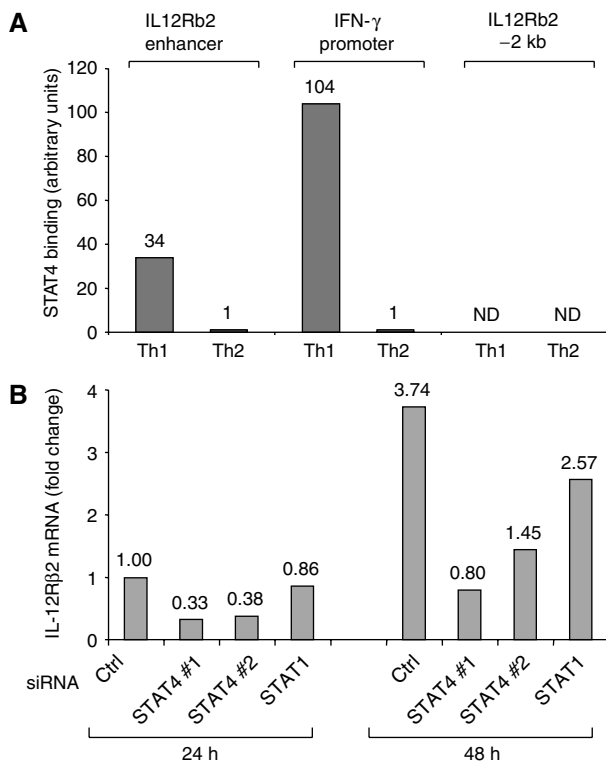 A
IL12Rb2 enhancer
IFN-γ promoter
IL12Rb2 −2 kb
STAT4 binding (arbitrary units)
120
100
80
60
40
20
0
34
1
104
1
ND
ND
Th1
Th2
Th1
Th2
Th1
Th2
B
IL-12Rβ2 mRNA (fold change)
4
3
2
1
0
1.00
0.33
0.38
0.86
3.74
0.80
1.45
2.57
siRNA
Ctrl
STAT4 #1
STAT4 #2
STAT1
Ctrl
STAT4 #1
STAT4 #2
STAT1
24 h
48 h